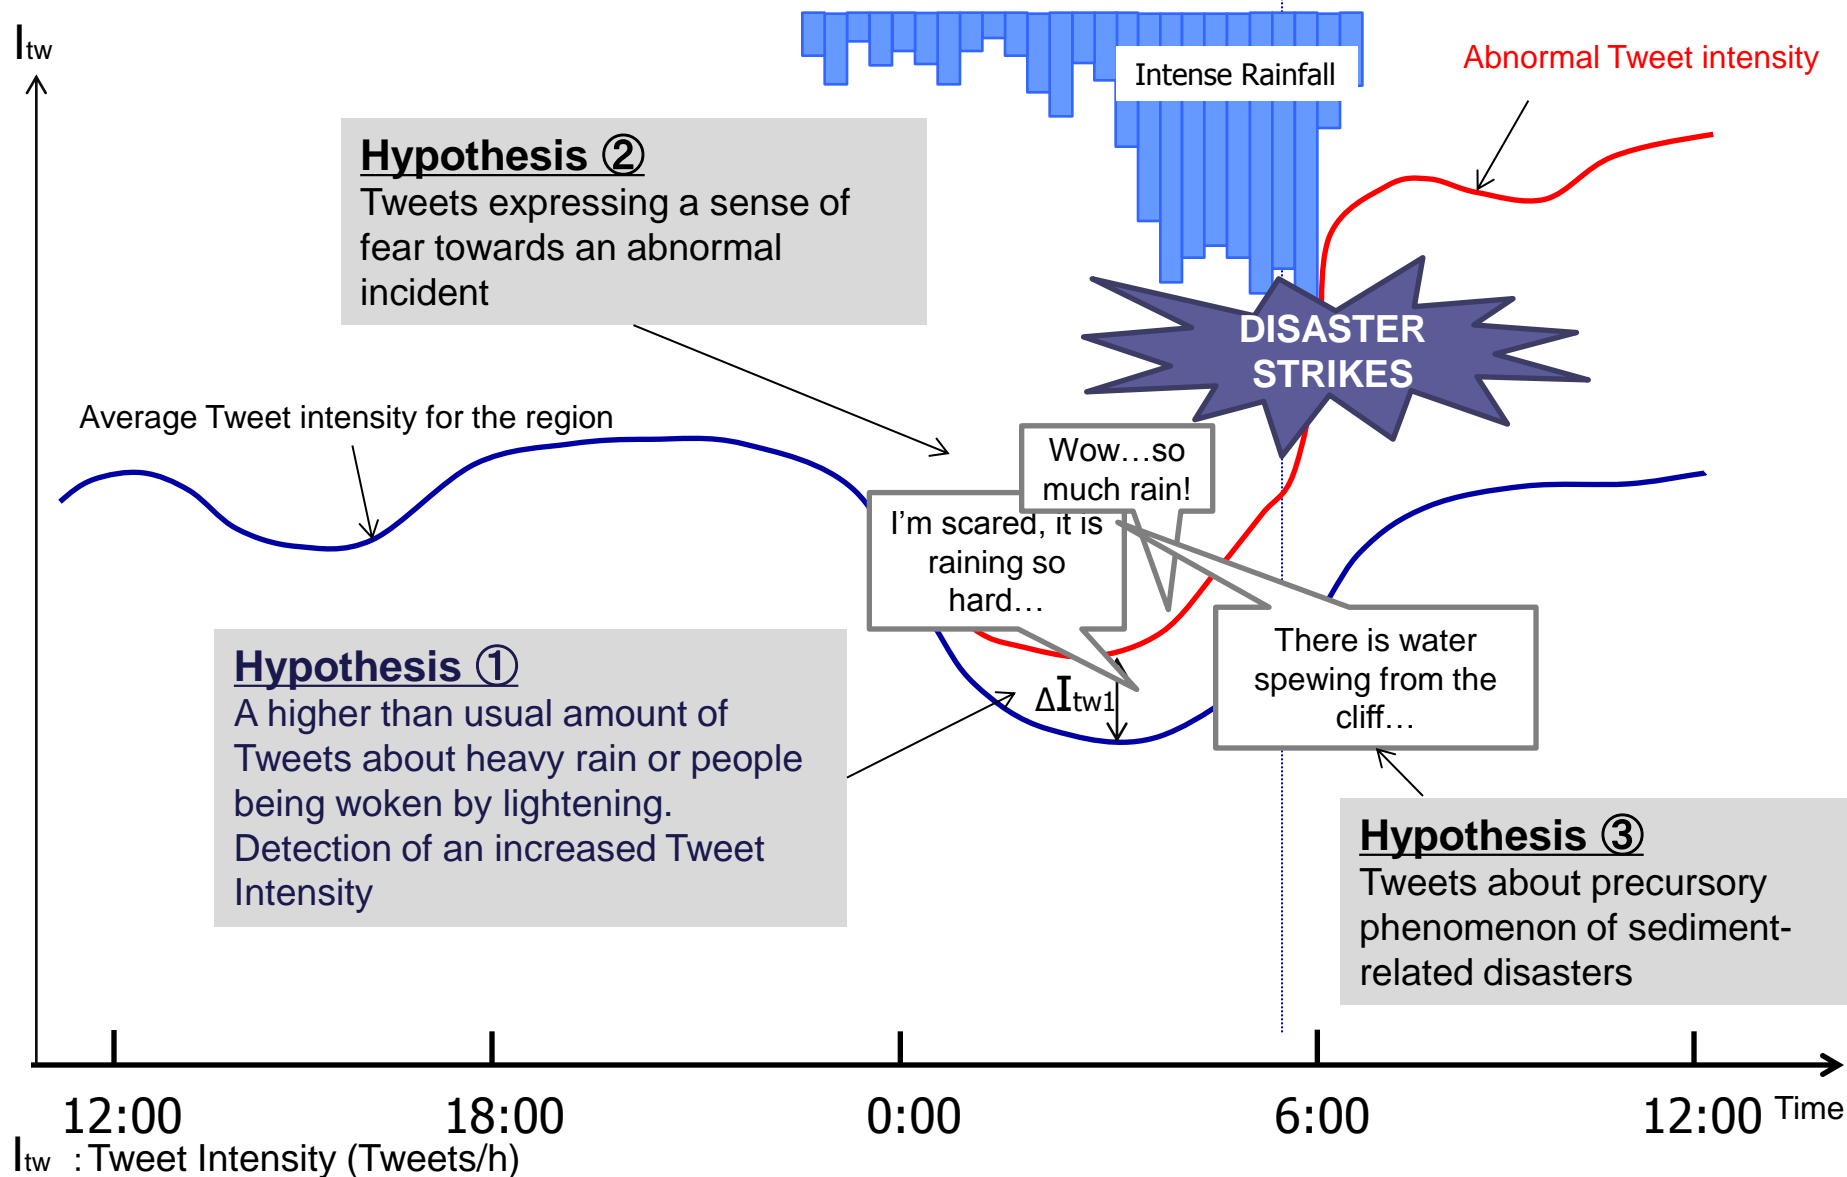 Itw
Intense Rainfall
Abnormal Tweet intensity
Hypothesis ②
Tweets expressing a sense of
fear towards an abnormal
incident
DISASTER
STRIKES
Average Tweet intensity for the region
Wow…so
much rain!
I’m scared, it is
raining so
hard…
There is water
spewing from the
cliff…
Hypothesis ①
A higher than usual amount of
Tweets about heavy rain or people
being woken by lightening.
Detection of an increased Tweet
Intensity
ΔItw1
Hypothesis ③
Tweets about precursory
phenomenon of sediment-
related disasters
12:00 18:00 0:00 6:00 12:00 Time
Itw : Tweet Intensity (Tweets/h)